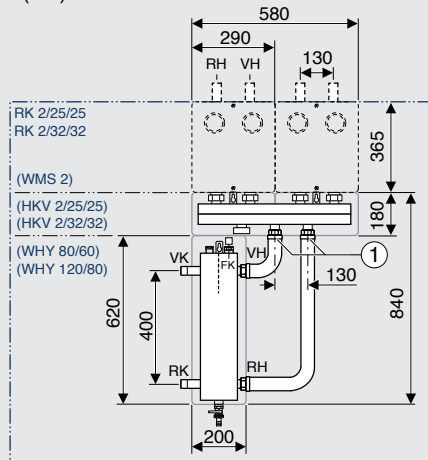 580
290
130
RH VH
RK 2/25/25
RK 2/32/32
365
(WMS 2)
(HKV 2/25/25)
(HKV 2/32/32)
180
(WHY 80/60)
(WHY 120/80)
VH
1
VK
FK
130
620
400
840
RK
RH
200